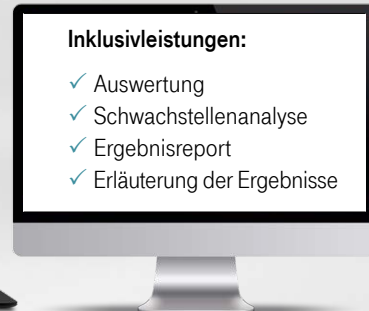 Inklusivleistungen:
✓ Auswertung
✓ Schwachstellenanalyse
✓ Ergebnisreport
✓ Erläuterung der Ergebnisse